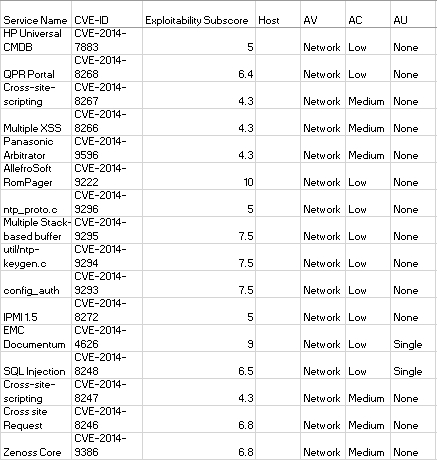 Service Name CVE-ID Exploitability Subscore Host AV AC AU
HP Universal CVE-2014-
CMDB 7883 5 Network Low None
CVE-2014-
QPR Portal 8268 6.4 Network Low None
Cross-site- CVE-2014-
scripting 8267 4.3 Network Medium None
CVE-2014-
Multiple XSS 8266 4.3 Network Medium None
Panasonic CVE-2014-
Arbitrator 9596 4.3 Network Medium None
AllefroSoft CVE-2014-
RomPager 9222 10 Network Low None
CVE-2014-
ntp_proto.c 9296 5 Network Low None
Multiple Stack- CVE-2014-
based buffer 9295 7.5 Network Low None
util/ntp- CVE-2014-
keygen.c 9294 7.5 Network Low None
CVE-2014-
config_auth 9293 7.5 Network Low None
CVE-2014-
IPMI 1.5 8272 5 Network Low None
EMC CVE-2014-
Documentum 4626 9 Network Low Single
CVE-2014-
SQL Injection 8248 6.5 Network Low Single
Cross-site- CVE-2014-
scripting 8247 4.3 Network Medium None
Cross site CVE-2014-
Request 8246 6.8 Network Medium None
CVE-2014-
Zenoss Core 9386 6.8 Network Medium None